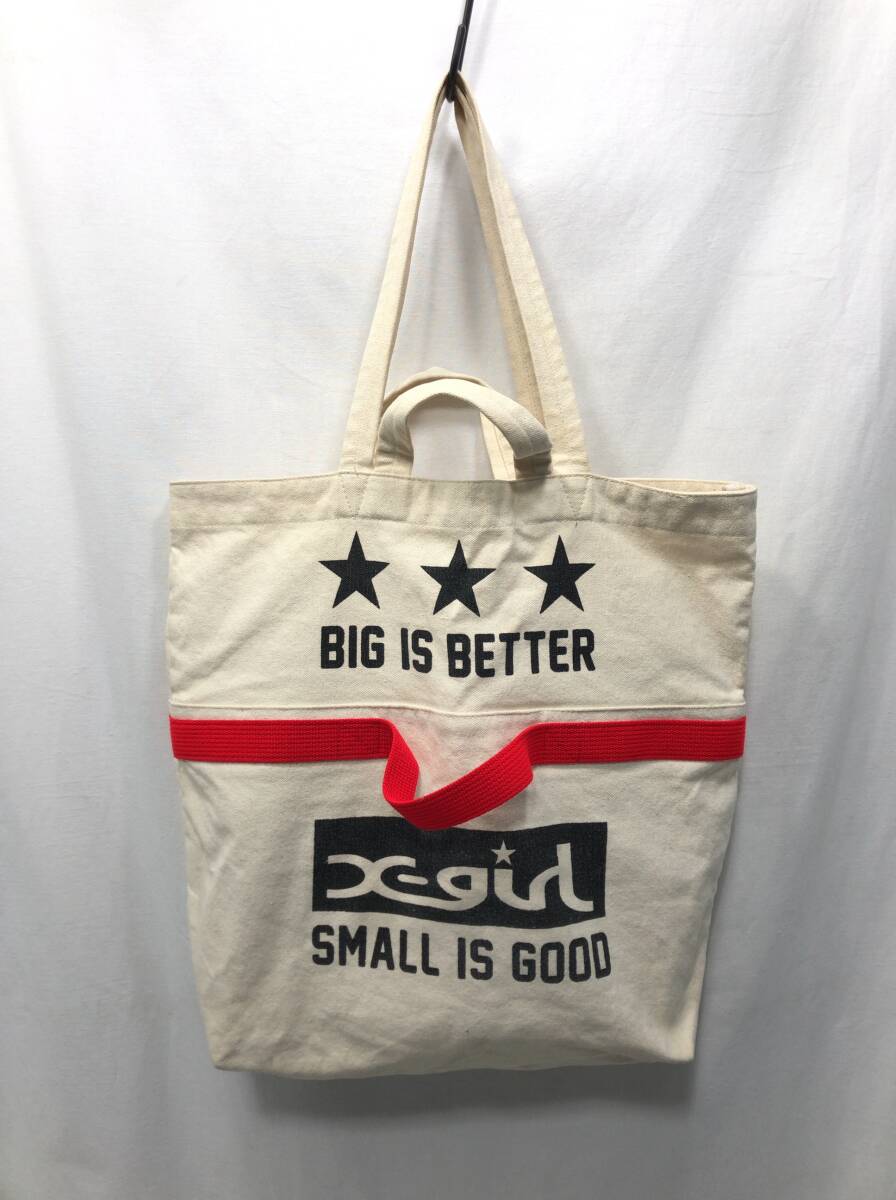 BIG IS BETTER
X-girl
SMALL IS GOOD